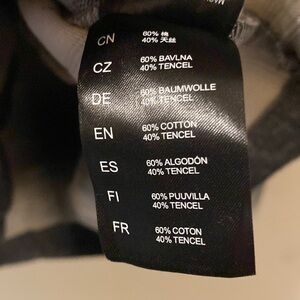 CN 60% 棉
40% 天丝
CZ 60% BAVLNA
40% TENCEL
DE 60% BAUMWOLLE
40% TENCEL
EN 60% COTTON
40% TENCEL
ES 60% ALGODÓN
40% TENCEL
FI 60% PUUVILLA
40% TENCEL
FR 60% COTON
40% TENCEL